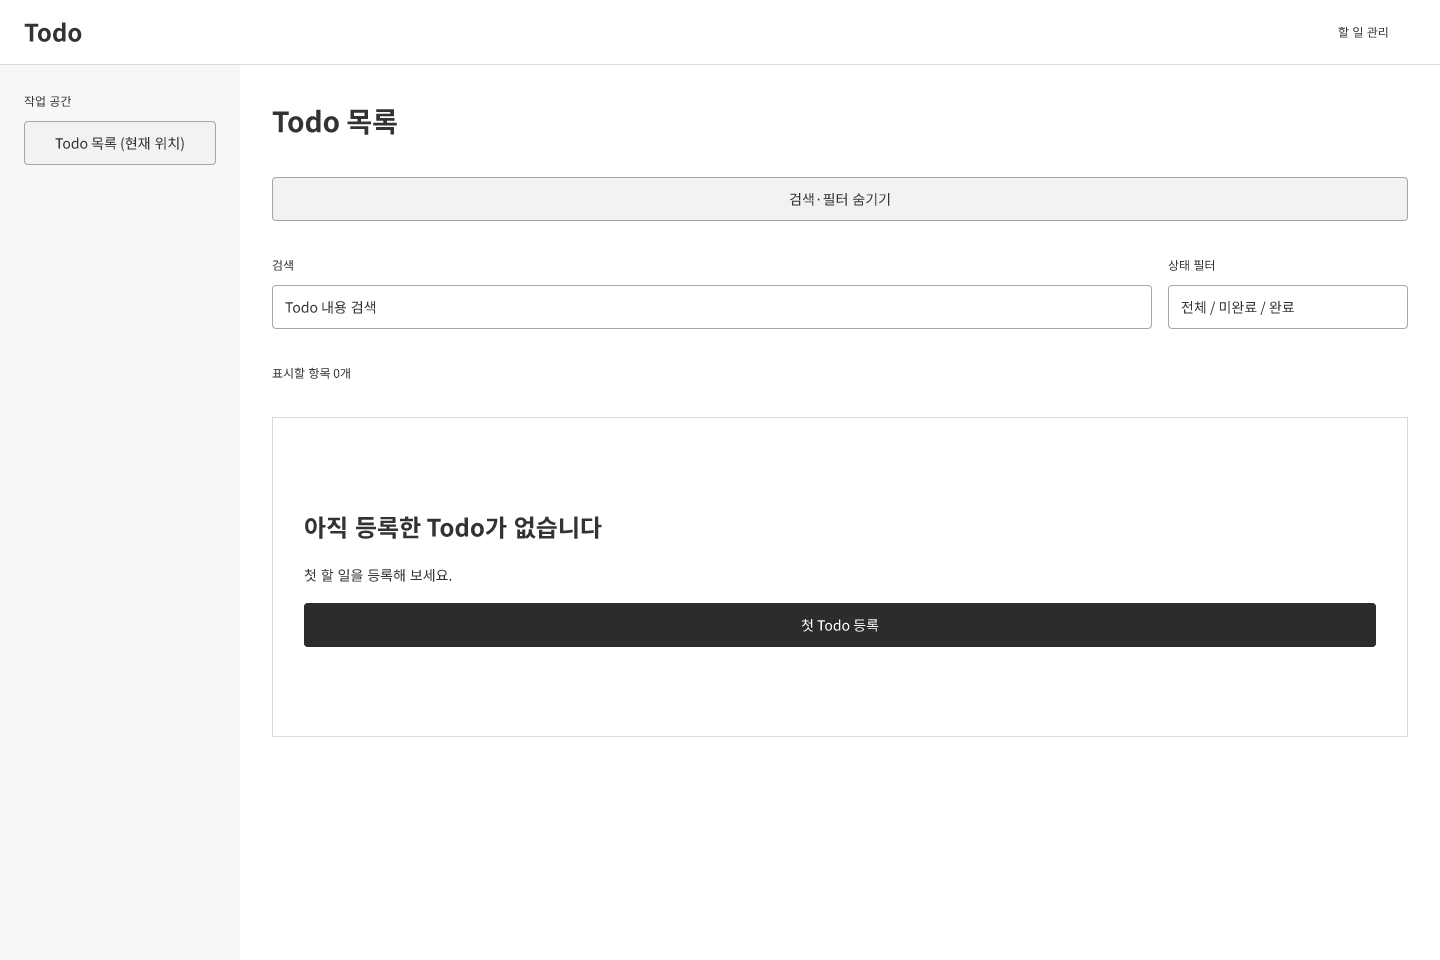 Todo
할 일 관리
작업 공간
Todo 목록 (현재 위치)
Todo 목록
검색·필터 숨기기
검색
상태 필터
Todo 내용 검색
전체 / 미완료 / 완료
표시할 항목 0개
아직 등록한 Todo가 없습니다
첫 할 일을 등록해 보세요.
첫 Todo 등록